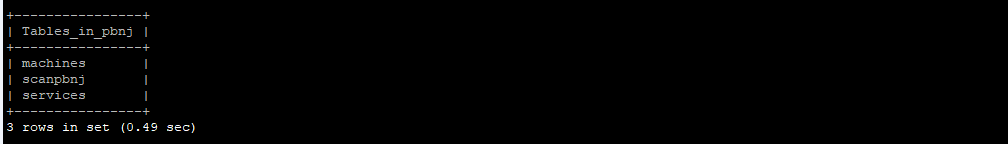 +----------------+
| Tables_in_pbnj |
+----------------+
| machines       |
| scanpbnj       |
| services       |
+----------------+
3 rows in set (0.49 sec)